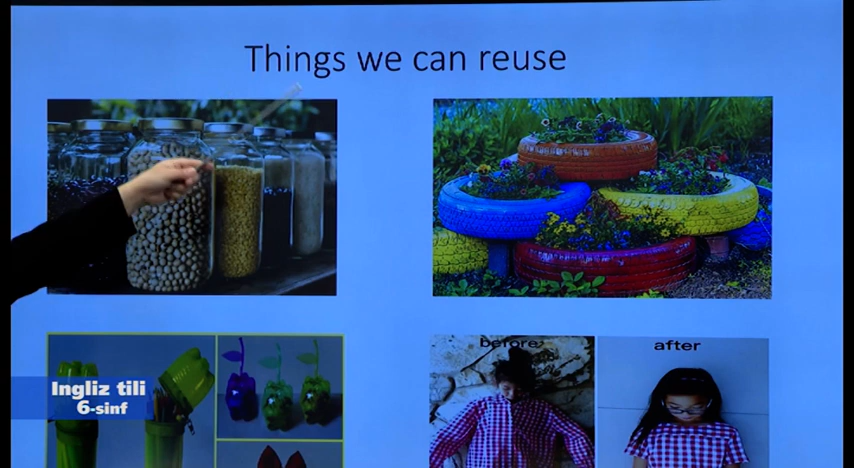 Things we can reuse
before
after
Ingliz tili
6-sinf